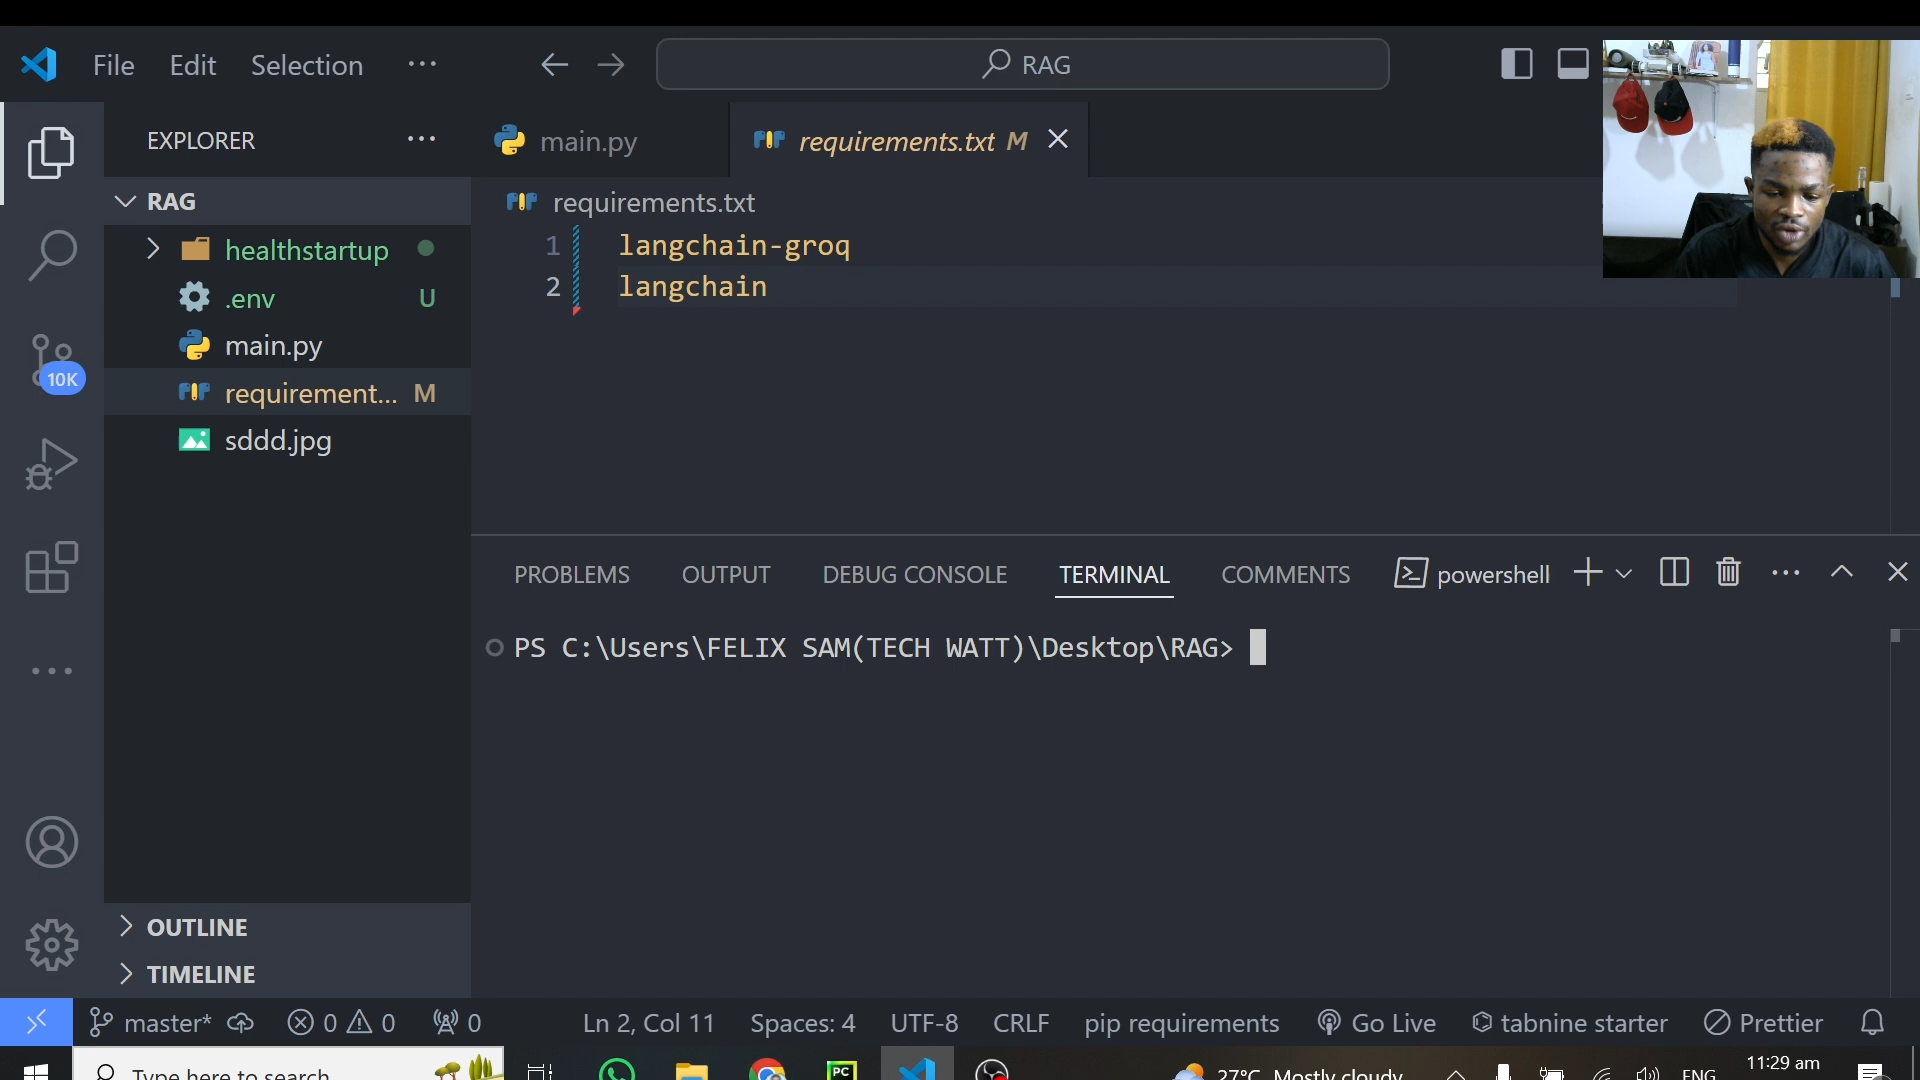 File Edit Selection ··· RAG
EXPLORER ···
main.py
requirements.txt M
RAG
healthstartup
.env U
main.py
requirement... M
sddd.jpg
requirements.txt
1 langchain-groq
2 langchain
PROBLEMS OUTPUT DEBUG CONSOLE TERMINAL COMMENTS powershell
PS C:\Users\FELIX SAM(TECH WATT)\Desktop\RAG>
10K
OUTLINE
TIMELINE
master* 0 0 0 Ln 2, Col 11 Spaces: 4 UTF-8 CRLF pip requirements Go Live tabnine starter Prettier
Type here to search PC 27°C Mostly cloudy ENG 11:29 am